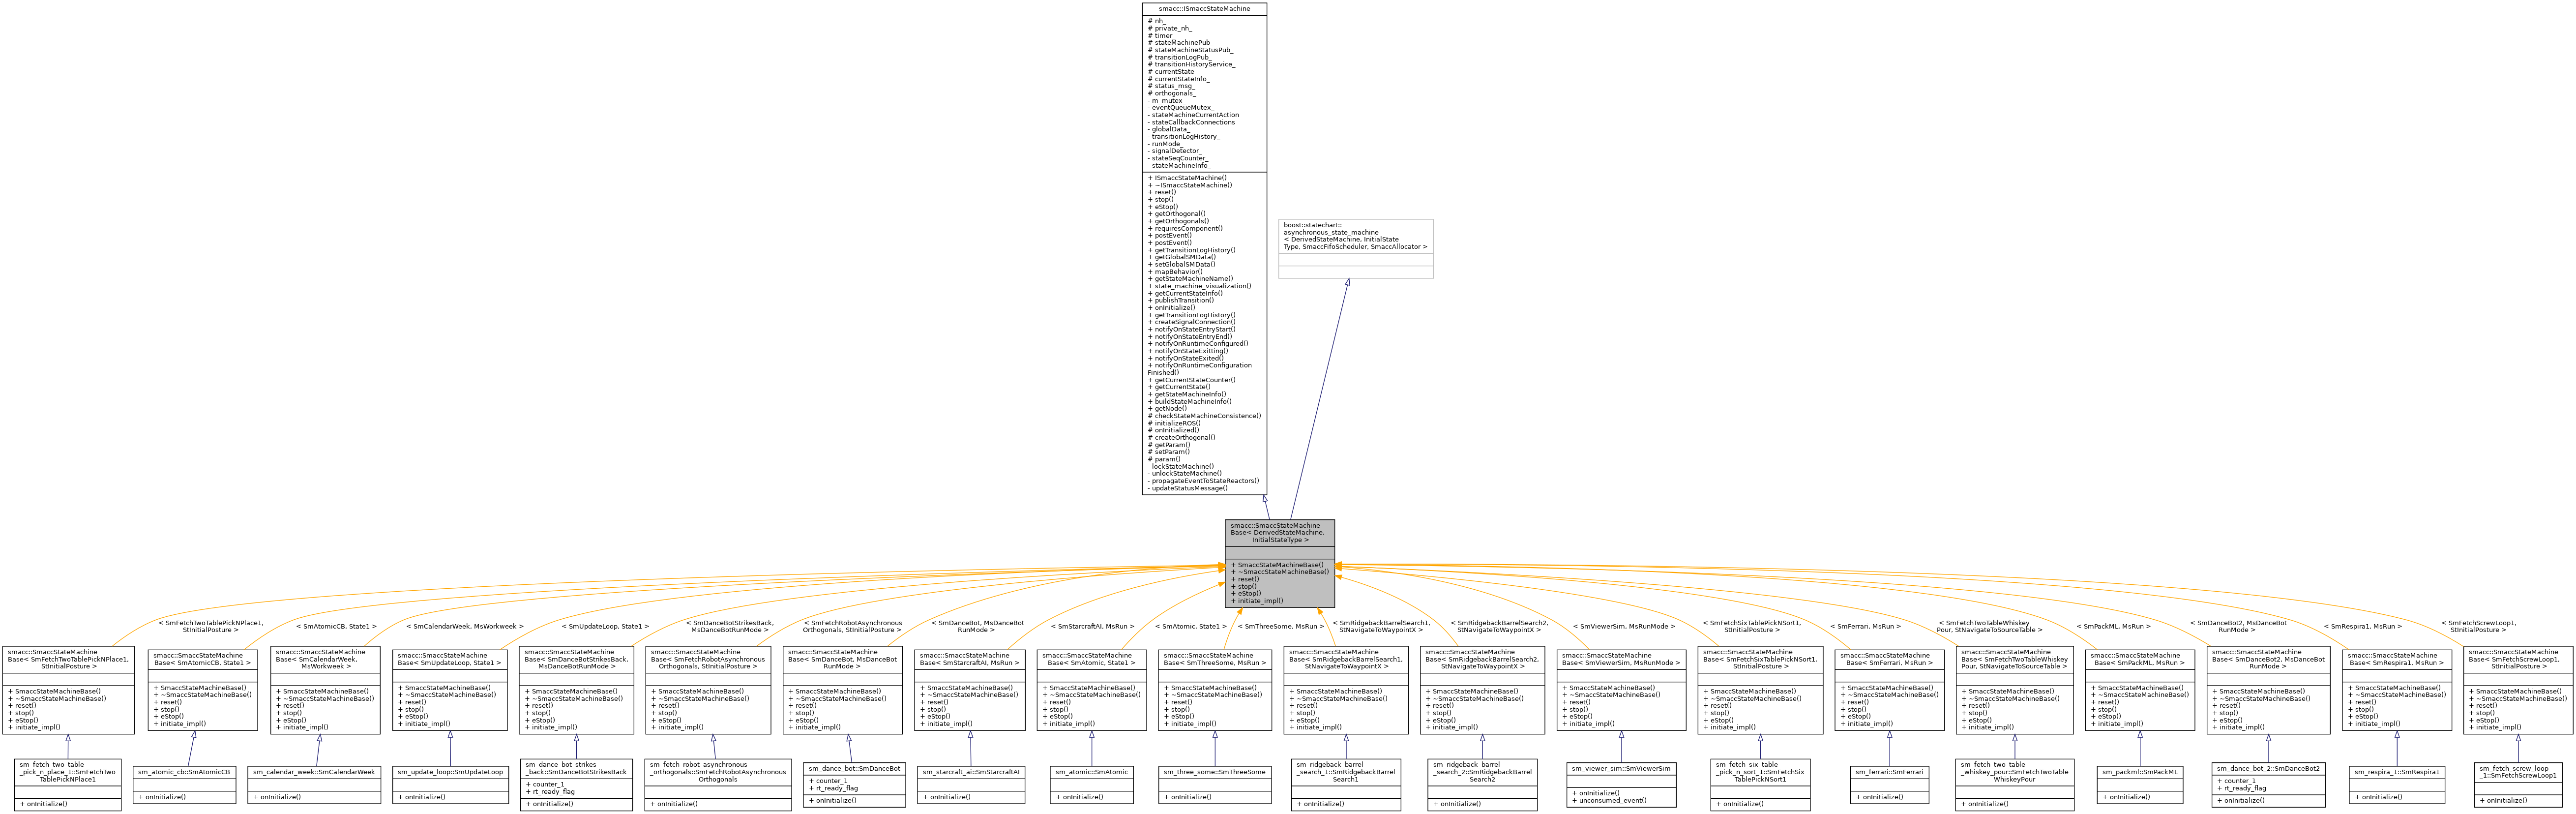 smacc::ISmaccStateMachine
# nh_
# private_nh_
# timer_
# stateMachinePub_
# stateMachineStatusPub_
# transitionLogPub_
# transitionHistoryService_
# currentState_
# currentStateInfo_
# status_msg_
# orthogonals_
- m_mutex_
- eventQueueMutex_
- stateMachineCurrentAction
- stateCallbackConnections
- globalData_
- transitionLogHistory_
- runMode_
- signalDetector_
- stateSeqCounter_
- stateMachineInfo_
+ ISmaccStateMachine()
+ ~ISmaccStateMachine()
+ reset()
+ stop()
+ eStop()
+ getOrthogonal()
+ getOrthogonals()
+ requiresComponent()
+ postEvent()
+ postEvent()
+ getTransitionLogHistory()
+ getGlobalSMData()
+ setGlobalSMData()
+ mapBehavior()
+ getStateMachineName()
+ state_machine_visualization()
+ getCurrentStateInfo()
+ publishTransition()
+ onInitialize()
+ getTransitionLogHistory()
+ createSignalConnection()
+ notifyOnStateEntryStart()
+ notifyOnStateEntryEnd()
+ notifyOnRuntimeConfigured()
+ notifyOnStateExitting()
+ notifyOnStateExited()
+ notifyOnRuntimeConfiguration
Finished()
+ getCurrentStateCounter()
+ getCurrentState()
+ getStateMachineInfo()
+ buildStateMachineInfo()
+ getNode()
# checkStateMachineConsistence()
# initializeROS()
# onInitialized()
# createOrthogonal()
# getParam()
# setParam()
# param()
- lockStateMachine()
- unlockStateMachine()
- propagateEventToStateReactors()
- updateStatusMessage()
boost::statechart::
asynchronous_state_machine
< DerivedStateMachine, InitialState
Type, SmaccFifoScheduler, SmaccAllocator >
smacc::SmaccStateMachine
Base< DerivedStateMachine,
InitialStateType >
+ SmaccStateMachineBase()
+ ~SmaccStateMachineBase()
+ reset()
+ stop()
+ eStop()
+ initiate_impl()
< SmFetchTwoTablePickNPlace1,
StInitialPosture >
< SmAtomicCB, State1 >
< SmCalendarWeek, MsWorkweek >
< SmUpdateLoop, State1 >
< SmDanceBotStrikesBack,
MsDanceBotRunMode >
< SmFetchRobotAsynchronous
Orthogonals, StInitialPosture >
< SmDanceBot, MsDanceBot
RunMode >
< SmStarcraftAI, MsRun >
< SmAtomic, State1 >
< SmThreeSome, MsRun >
< SmRidgebackBarrelSearch1,
StNavigateToWaypointX >
< SmRidgebackBarrelSearch2,
StNavigateToWaypointX >
< SmViewerSim, MsRunMode >
< SmFetchSixTablePickNSort1,
StInitialPosture >
< SmFerrari, MsRun >
< SmFetchTwoTableWhiskey
Pour, StNavigateToSourceTable >
< SmPackML, MsRun >
< SmDanceBot2, MsDanceBot
RunMode >
< SmRespira1, MsRun >
< SmFetchScrewLoop1,
StInitialPosture >
smacc::SmaccStateMachine
Base< SmFetchTwoTablePickNPlace1,
StInitialPosture >
+ SmaccStateMachineBase()
+ ~SmaccStateMachineBase()
+ reset()
+ stop()
+ eStop()
+ initiate_impl()
smacc::SmaccStateMachine
Base< SmAtomicCB, State1 >
+ SmaccStateMachineBase()
+ ~SmaccStateMachineBase()
+ reset()
+ stop()
+ eStop()
+ initiate_impl()
smacc::SmaccStateMachine
Base< SmCalendarWeek,
MsWorkweek >
+ SmaccStateMachineBase()
+ ~SmaccStateMachineBase()
+ reset()
+ stop()
+ eStop()
+ initiate_impl()
smacc::SmaccStateMachine
Base< SmUpdateLoop, State1 >
+ SmaccStateMachineBase()
+ ~SmaccStateMachineBase()
+ reset()
+ stop()
+ eStop()
+ initiate_impl()
smacc::SmaccStateMachine
Base< SmDanceBotStrikesBack,
MsDanceBotRunMode >
+ SmaccStateMachineBase()
+ ~SmaccStateMachineBase()
+ reset()
+ stop()
+ eStop()
+ initiate_impl()
smacc::SmaccStateMachine
Base< SmFetchRobotAsynchronous
Orthogonals, StInitialPosture >
+ SmaccStateMachineBase()
+ ~SmaccStateMachineBase()
+ reset()
+ stop()
+ eStop()
+ initiate_impl()
smacc::SmaccStateMachine
Base< SmDanceBot, MsDanceBot
RunMode >
+ SmaccStateMachineBase()
+ ~SmaccStateMachineBase()
+ reset()
+ stop()
+ eStop()
+ initiate_impl()
smacc::SmaccStateMachine
Base< SmStarcraftAI, MsRun >
+ SmaccStateMachineBase()
+ ~SmaccStateMachineBase()
+ reset()
+ stop()
+ eStop()
+ initiate_impl()
smacc::SmaccStateMachine
Base< SmAtomic, State1 >
+ SmaccStateMachineBase()
+ ~SmaccStateMachineBase()
+ reset()
+ stop()
+ eStop()
+ initiate_impl()
smacc::SmaccStateMachine
Base< SmThreeSome, MsRun >
+ SmaccStateMachineBase()
+ ~SmaccStateMachineBase()
+ reset()
+ stop()
+ eStop()
+ initiate_impl()
smacc::SmaccStateMachine
Base< SmRidgebackBarrelSearch1,
StNavigateToWaypointX >
+ SmaccStateMachineBase()
+ ~SmaccStateMachineBase()
+ reset()
+ stop()
+ eStop()
+ initiate_impl()
smacc::SmaccStateMachine
Base< SmRidgebackBarrelSearch2,
StNavigateToWaypointX >
+ SmaccStateMachineBase()
+ ~SmaccStateMachineBase()
+ reset()
+ stop()
+ eStop()
+ initiate_impl()
smacc::SmaccStateMachine
Base< SmViewerSim, MsRunMode >
+ SmaccStateMachineBase()
+ ~SmaccStateMachineBase()
+ reset()
+ stop()
+ eStop()
+ initiate_impl()
smacc::SmaccStateMachine
Base< SmFetchSixTablePickNSort1,
StInitialPosture >
+ SmaccStateMachineBase()
+ ~SmaccStateMachineBase()
+ reset()
+ stop()
+ eStop()
+ initiate_impl()
smacc::SmaccStateMachine
Base< SmFerrari, MsRun >
+ SmaccStateMachineBase()
+ ~SmaccStateMachineBase()
+ reset()
+ stop()
+ eStop()
+ initiate_impl()
smacc::SmaccStateMachine
Base< SmFetchTwoTableWhiskey
Pour, StNavigateToSourceTable >
+ SmaccStateMachineBase()
+ ~SmaccStateMachineBase()
+ reset()
+ stop()
+ eStop()
+ initiate_impl()
smacc::SmaccStateMachine
Base< SmPackML, MsRun >
+ SmaccStateMachineBase()
+ ~SmaccStateMachineBase()
+ reset()
+ stop()
+ eStop()
+ initiate_impl()
smacc::SmaccStateMachine
Base< SmDanceBot2, MsDanceBot
RunMode >
+ SmaccStateMachineBase()
+ ~SmaccStateMachineBase()
+ reset()
+ stop()
+ eStop()
+ initiate_impl()
smacc::SmaccStateMachine
Base< SmRespira1, MsRun >
+ SmaccStateMachineBase()
+ ~SmaccStateMachineBase()
+ reset()
+ stop()
+ eStop()
+ initiate_impl()
smacc::SmaccStateMachine
Base< SmFetchScrewLoop1,
StInitialPosture >
+ SmaccStateMachineBase()
+ ~SmaccStateMachineBase()
+ reset()
+ stop()
+ eStop()
+ initiate_impl()
sm_fetch_two_table
_pick_n_place_1::SmFetchTwo
TablePickNPlace1
+ onInitialize()
sm_atomic_cb::SmAtomicCB
+ onInitialize()
sm_calendar_week::SmCalendarWeek
+ onInitialize()
sm_update_loop::SmUpdateLoop
+ onInitialize()
sm_dance_bot_strikes
_back::SmDanceBotStrikesBack
+ counter_1
+ rt_ready_flag
+ onInitialize()
sm_fetch_robot_asynchronous
_orthogonals::SmFetchRobotAsynchronous
Orthogonals
+ onInitialize()
sm_dance_bot::SmDanceBot
+ counter_1
+ rt_ready_flag
+ onInitialize()
sm_starcraft_ai::SmStarcraftAI
+ onInitialize()
sm_atomic::SmAtomic
+ onInitialize()
sm_three_some::SmThreeSome
+ onInitialize()
sm_ridgeback_barrel
_search_1::SmRidgebackBarrel
Search1
+ onInitialize()
sm_ridgeback_barrel
_search_2::SmRidgebackBarrel
Search2
+ onInitialize()
sm_viewer_sim::SmViewerSim
+ onInitialize()
+ unconsumed_event()
sm_fetch_six_table
_pick_n_sort_1::SmFetchSix
TablePickNSort1
+ onInitialize()
sm_ferrari::SmFerrari
+ onInitialize()
sm_fetch_two_table
_whiskey_pour::SmFetchTwoTable
WhiskeyPour
+ onInitialize()
sm_packml::SmPackML
+ onInitialize()
sm_dance_bot_2::SmDanceBot2
+ counter_1
+ rt_ready_flag
+ onInitialize()
sm_respira_1::SmRespira1
+ onInitialize()
sm_fetch_screw_loop
_1::SmFetchScrewLoop1
+ onInitialize()